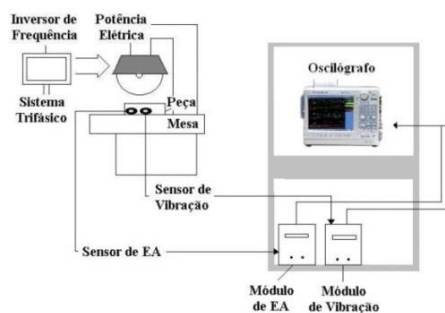 Inversor de
Frequência
Potência
Elétrica
Sistema
Trifásico
Peça
Mesa
Oscilógrafo
Sensor de
Vibração
Sensor de EA
Módulo
de EA
Módulo
de Vibração